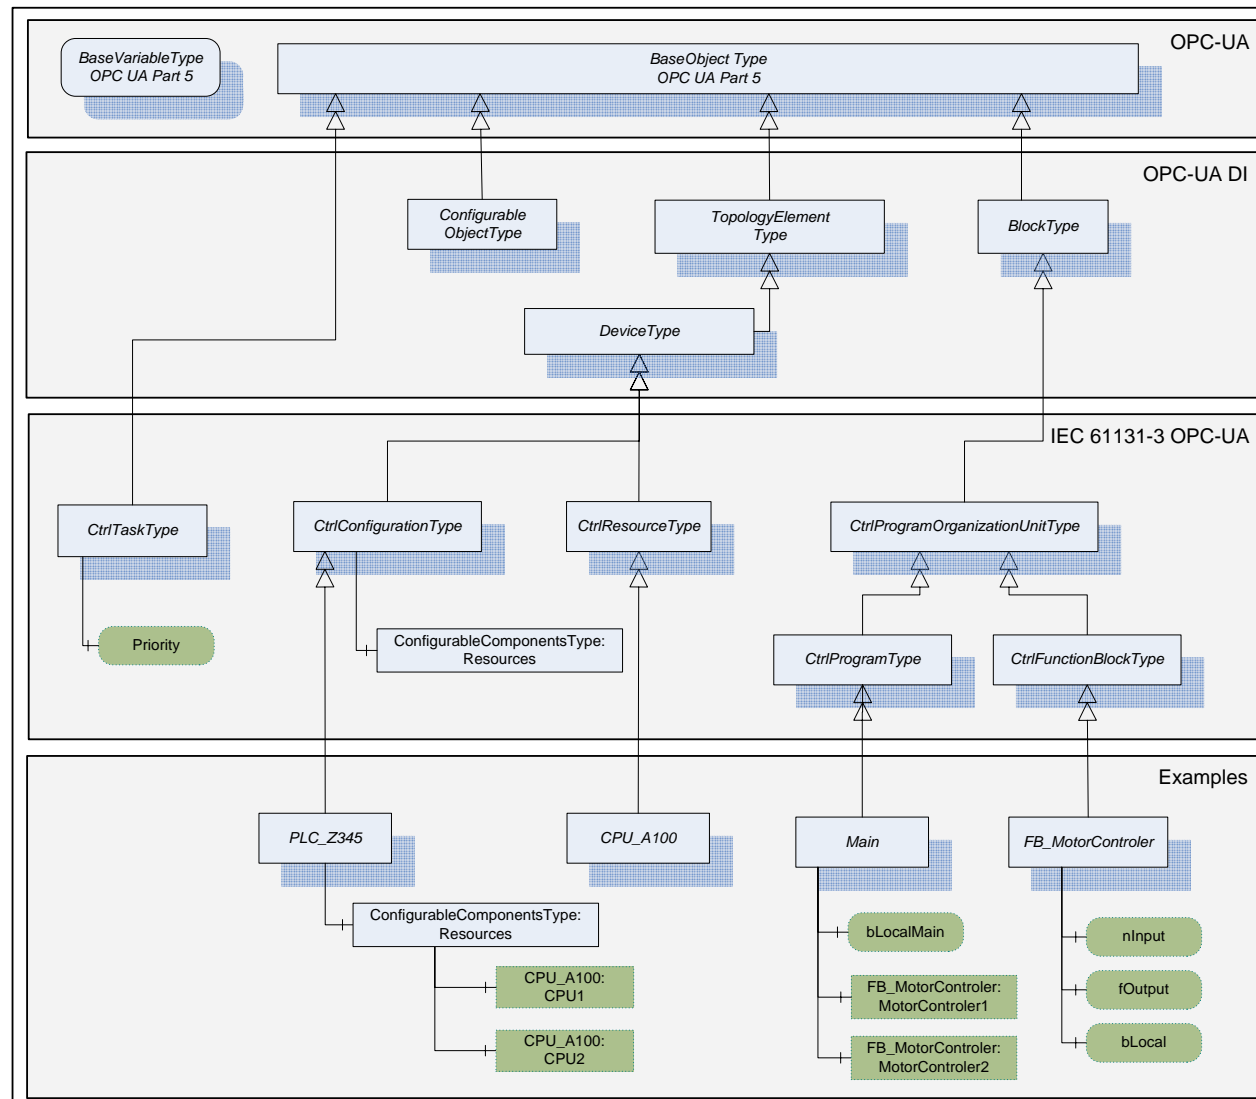 OPC-UA
BaseVariableType
OPC UA Part 5
BaseObject Type
OPC UA Part 5
OPC-UA DI
Configurable
ObjectType
TopologyElement
Type
BlockType
DeviceType
IEC 61131-3 OPC-UA
CtrlTaskType
CtrlConfigurationType
CtrlResourceType
CtrlProgramOrganizationUnitType
Priority
ConfigurableComponentsType:
Resources
CtrlProgramType
CtrlFunctionBlockType
Examples
PLC_Z345
CPU_A100
Main
FB_MotorControler
ConfigurableComponentsType:
Resources
CPU_A100:
CPU1
CPU_A100:
CPU2
bLocalMain
FB_MotorControler:
MotorControler1
FB_MotorControler:
MotorControler2
nInput
fOutput
bLocal